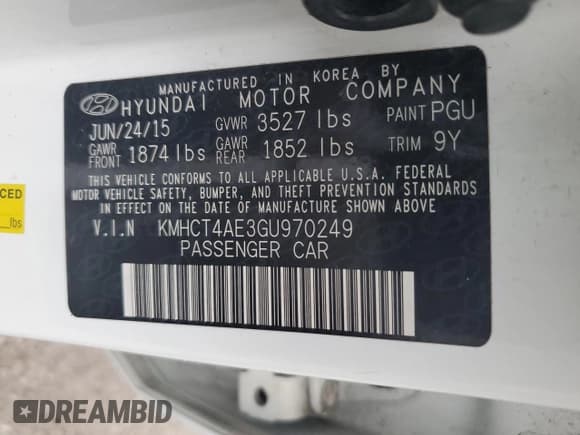 MANUFACTURED IN KOREA BY
HYUNDAI MOTOR COMPANY
JUN/24/15 GVWR 3527 lbs PAINT PGU
GAWR FRONT 1874 lbs GAWR REAR 1852 lbs TRIM 9Y
THIS VEHICLE CONFORMS TO ALL APPLICABLE U.S.A. FEDERAL
MOTOR VEHICLE SAFETY, BUMPER, AND THEFT PREVENTION STANDARDS
IN EFFECT ON THE DATE OF MANUFACTURE SHOWN ABOVE.
V.I.N KMHCT4AE3GU970249
PASSENGER CAR
CED
lbs
DREAMBID